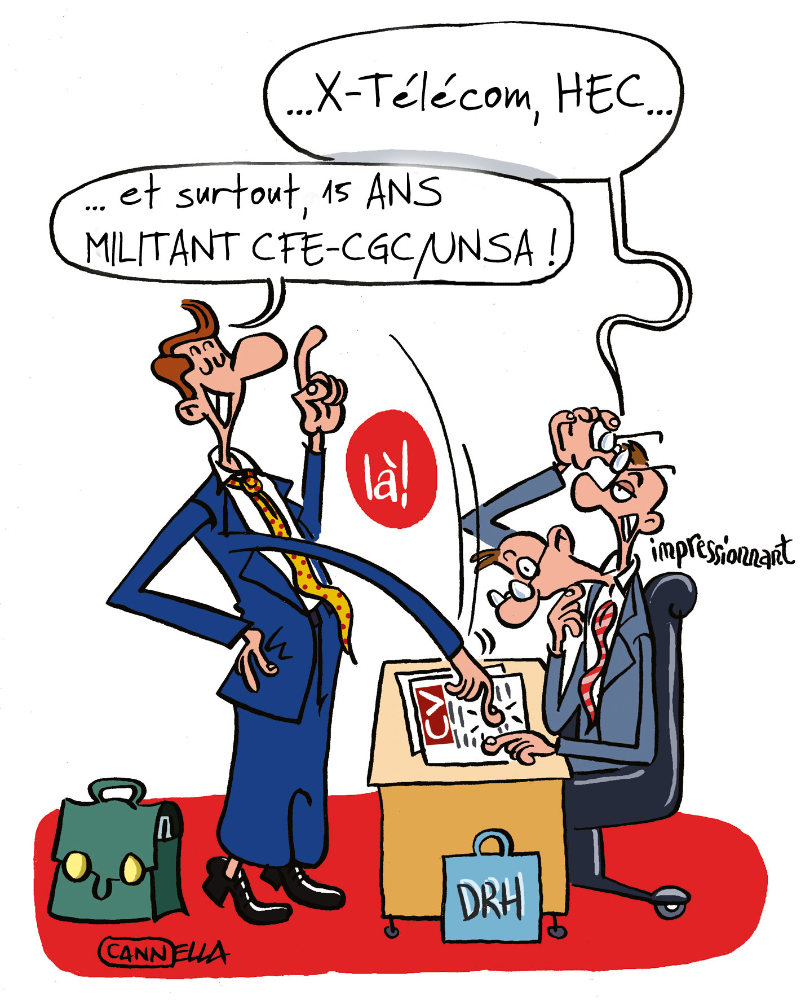 ...X-Télécom, HEC...
... et surtout, 15 ANS
MILITANT CFE-CGC/UNSA !
là!
impressionnant
CV
DRH
CANNELLA